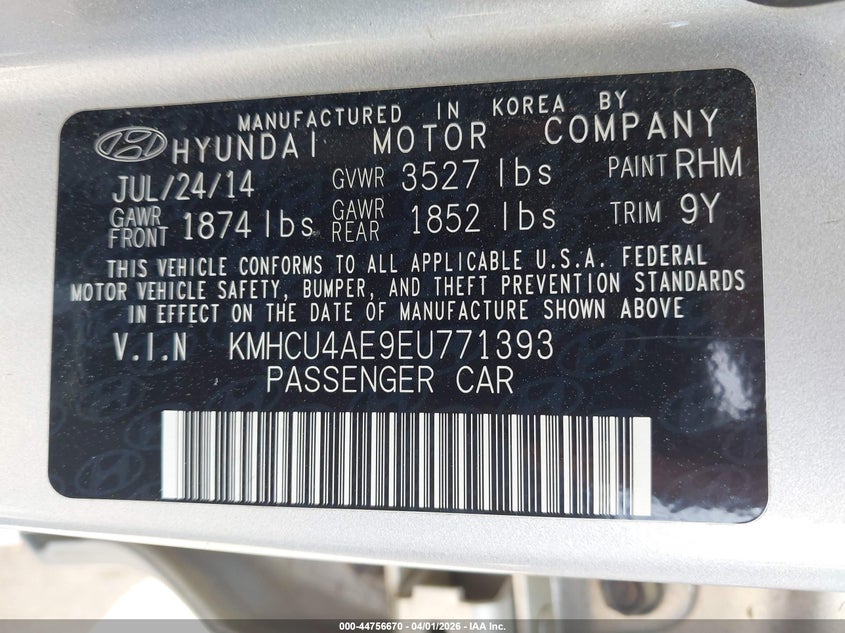 MANUFACTURED IN KOREA BY
HYUNDAI MOTOR COMPANY
JUL/24/14 GVWR 3527 lbs PAINT RHM
GAWR FRONT 1874 lbs GAWR REAR 1852 lbs TRIM 9Y
THIS VEHICLE CONFORMS TO ALL APPLICABLE U.S.A. FEDERAL
MOTOR VEHICLE SAFETY, BUMPER, AND THEFT PREVENTION STANDARDS
IN EFFECT ON THE DATE OF MANUFACTURE SHOWN ABOVE
V.I.N KMHCU4AE9EU771393
PASSENGER CAR
000-44756670 - 04/01/2026 - IAA Inc.